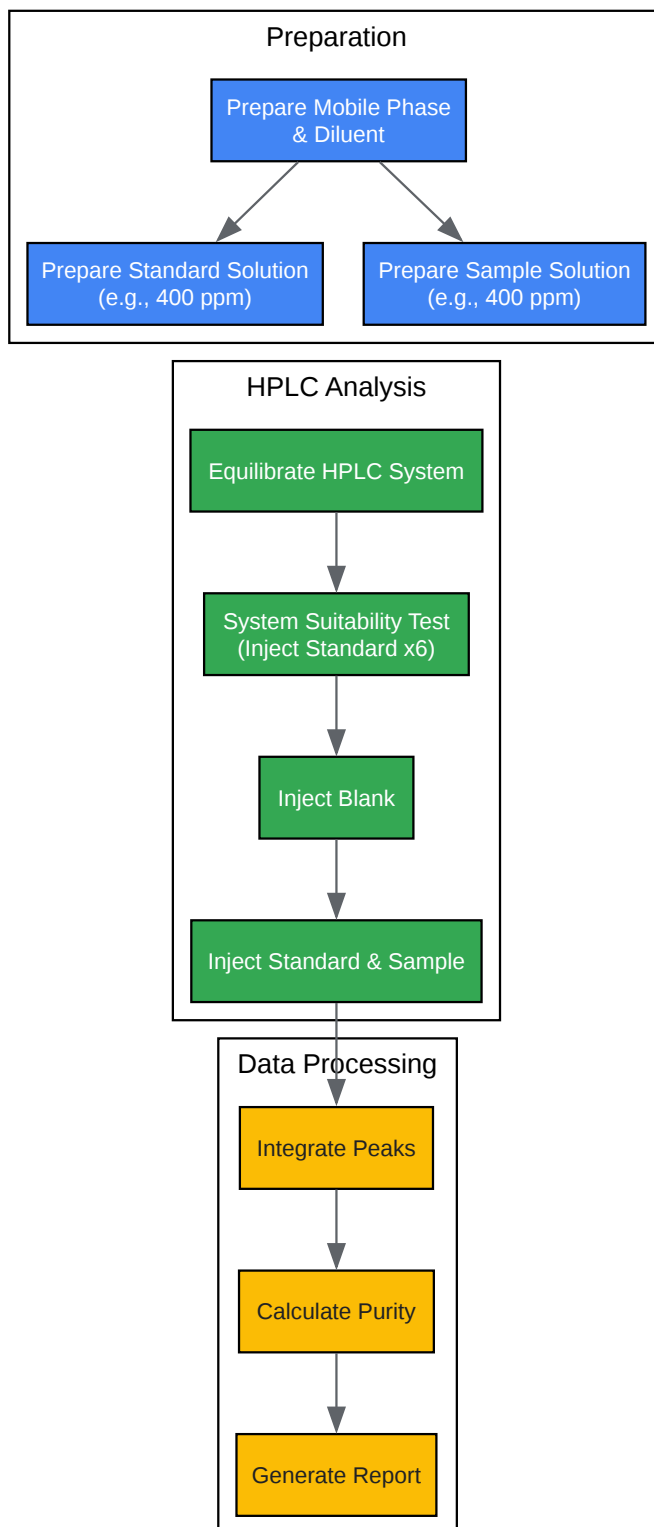 Preparation
Prepare Mobile Phase
& Diluent
Prepare Standard Solution
(e.g., 400 ppm)
Prepare Sample Solution
(e.g., 400 ppm)
HPLC Analysis
Equilibrate HPLC System
System Suitability Test
(Inject Standard x6)
Inject Blank
Inject Standard & Sample
Data Processing
Integrate Peaks
Calculate Purity
Generate Report